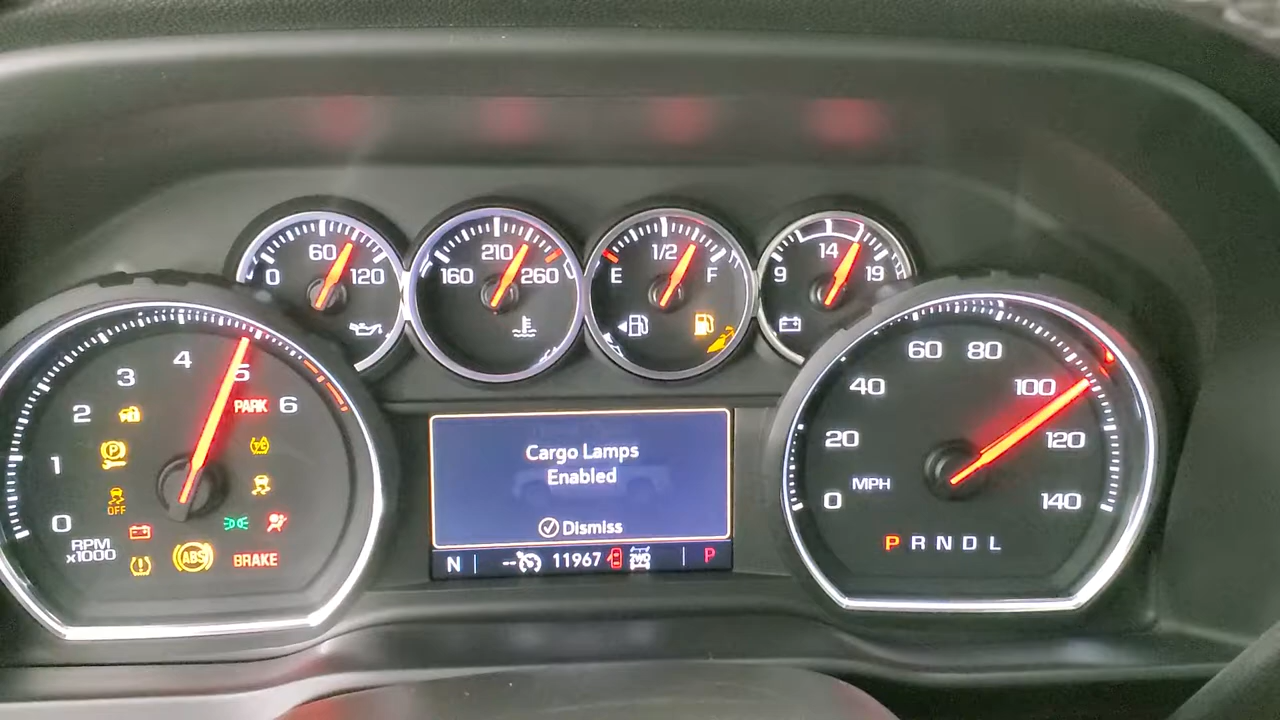 60
0 120
210
160 260
1/2
E F
14
9 19
0 1 2 3 4 5 6
RPM
x1000
PARK
P
OFF
ABS
BRAKE
Cargo Lamps
Enabled
Dismiss
N -- 11967 P
0 20 40 60 80 100 120 140
MPH
P R N D L